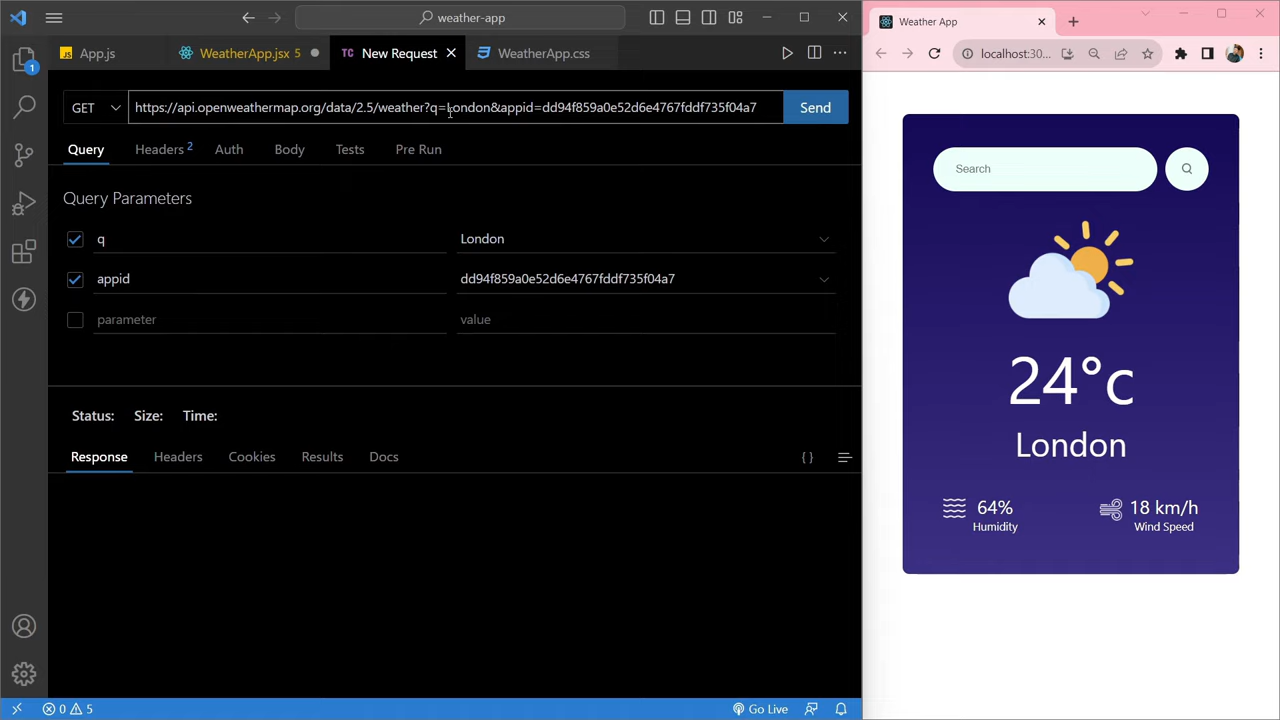 weather-app
App.js
WeatherApp.jsx 5
TC New Request
WeatherApp.css
GET
https://api.openweathermap.org/data/2.5/weather?q=London&appid=dd94f859a0e52d6e4767fddf735f04a7
Send
Query
Headers 2
Auth
Body
Tests
Pre Run
Query Parameters
q
London
appid
dd94f859a0e52d6e4767fddf735f04a7
parameter
value
Status: Size: Time:
Response
Headers
Cookies
Results
Docs
{ }
1
JS
0 5
Go Live
Weather App
localhost:30...
Search
24°c
London
64%
Humidity
18 km/h
Wind Speed